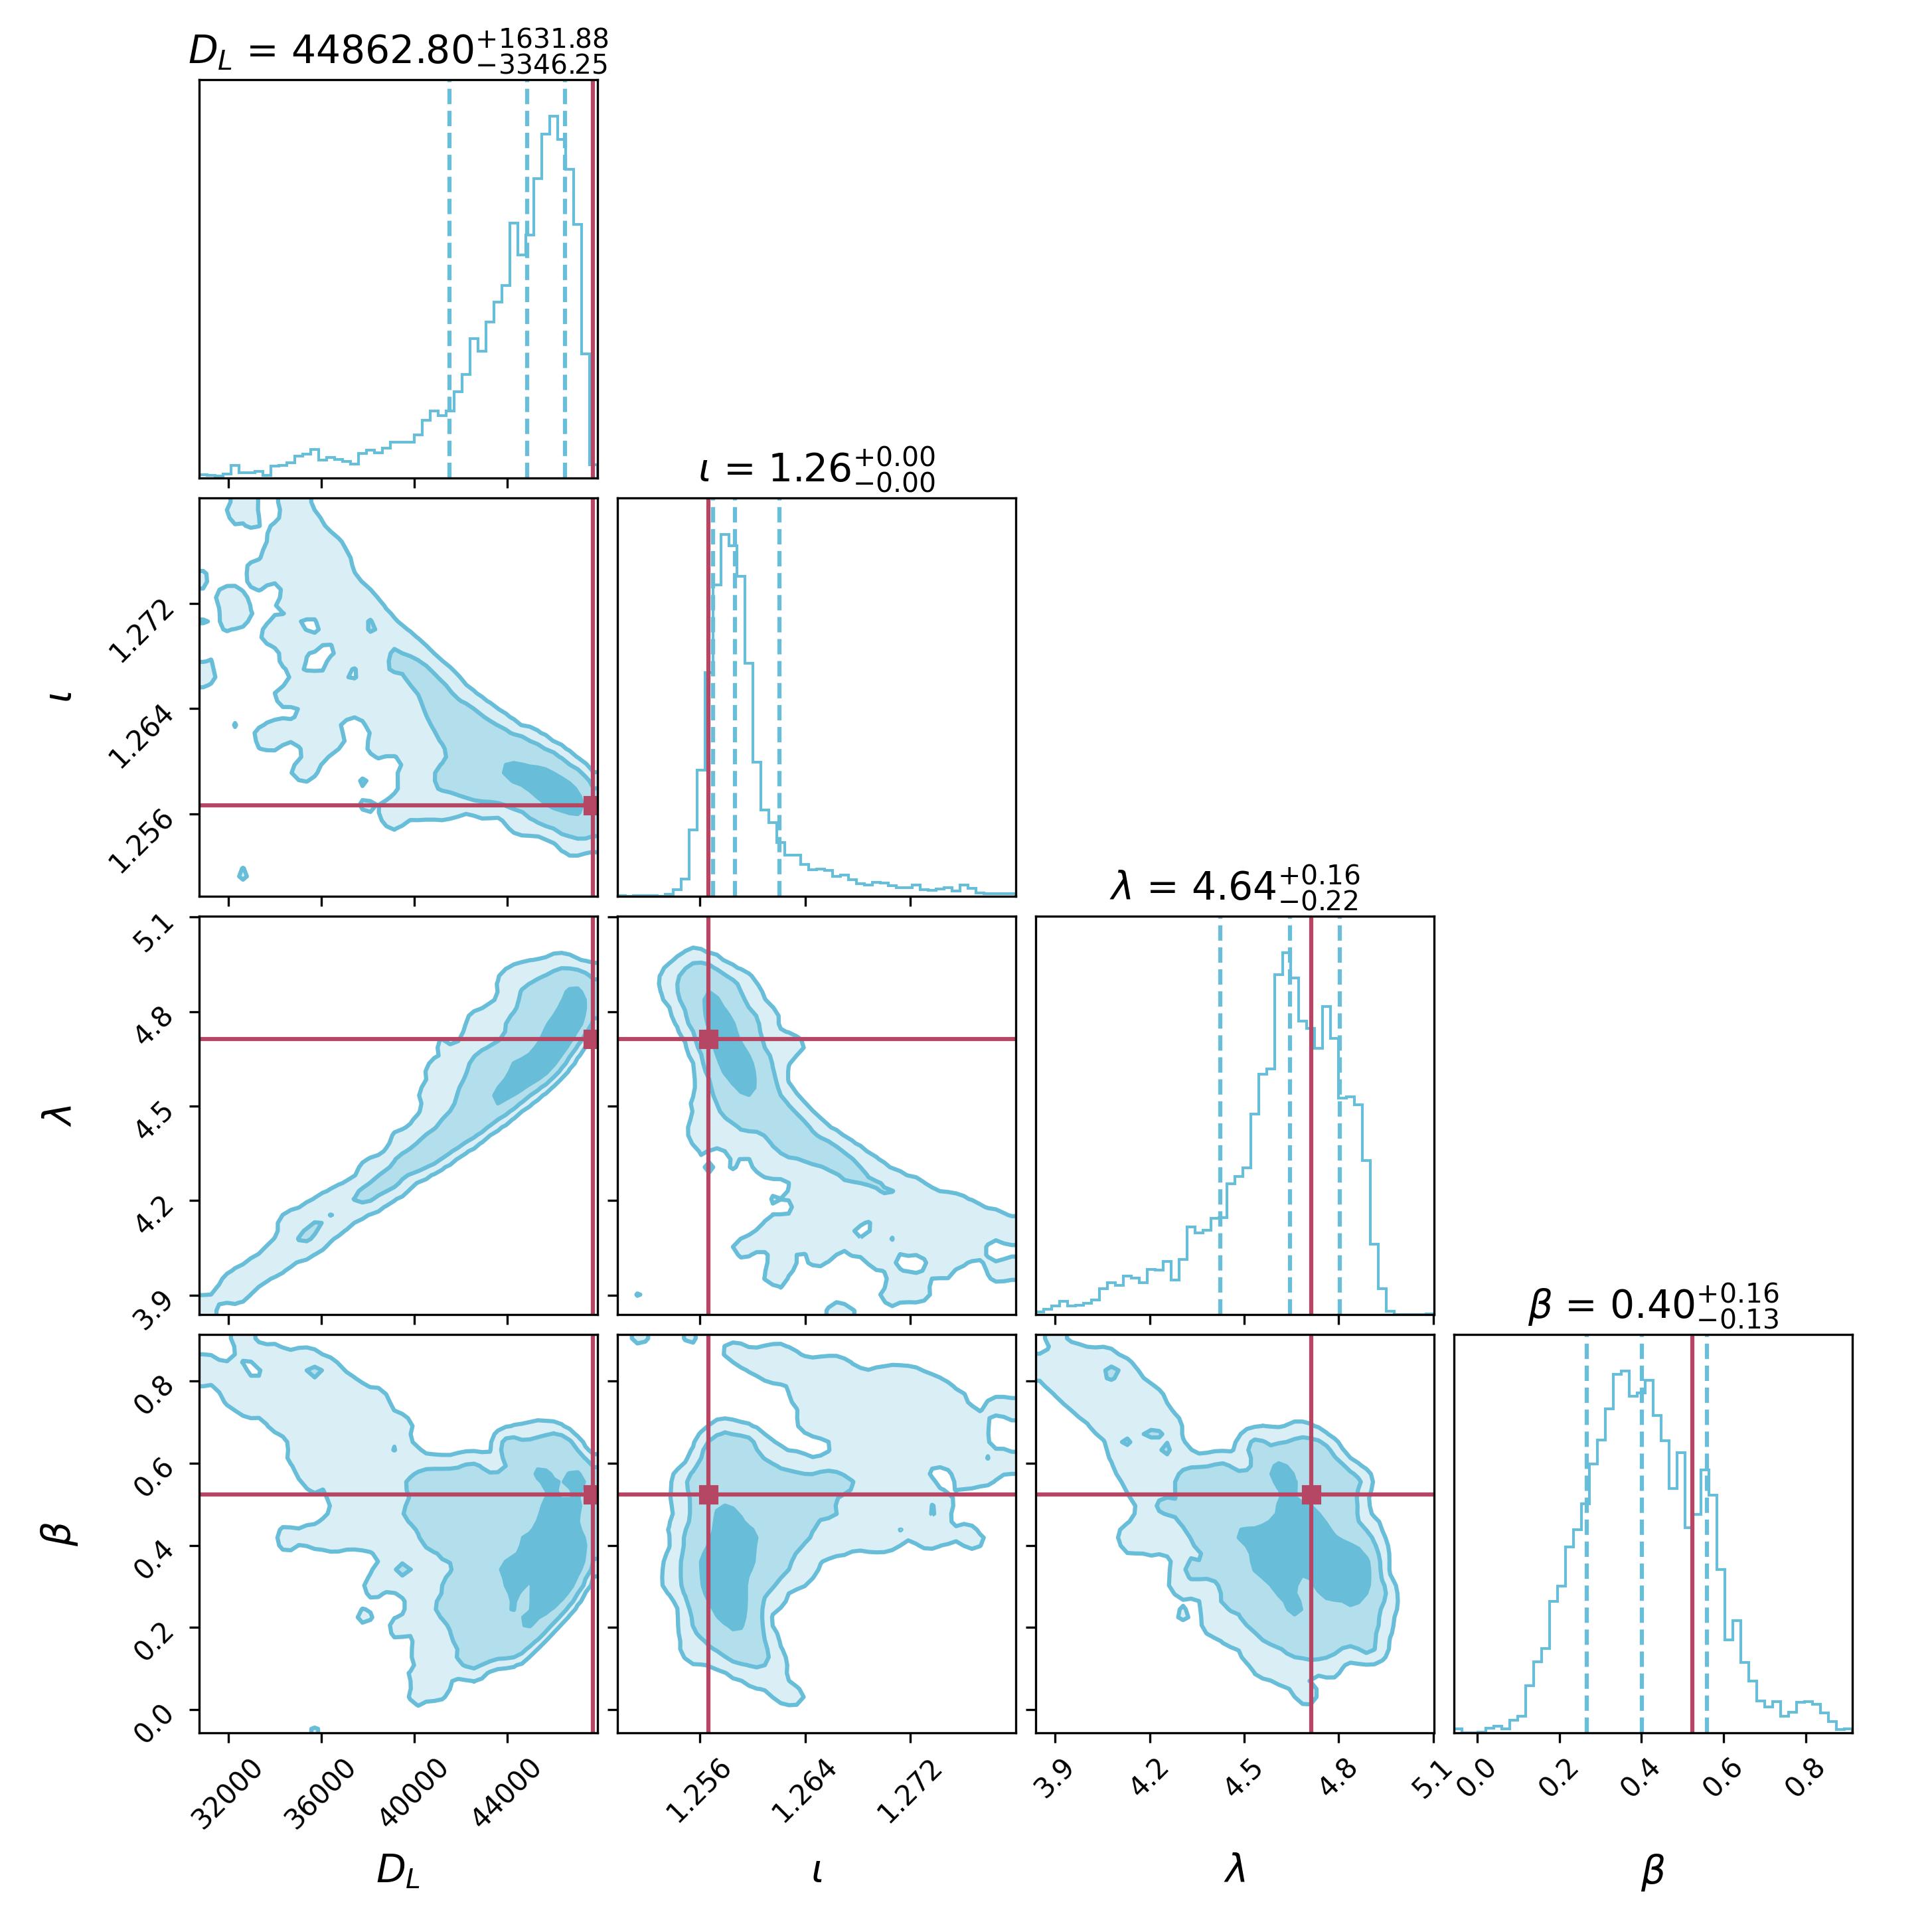 D_L = 44862.80^{+1631.88}_{-3346.25}
ι = 1.26^{+0.00}_{-0.00}
1.272
1.264
1.256
ι
λ = 4.64^{+0.16}_{-0.22}
5.1
4.8
4.5
4.2
3.9
λ
β = 0.40^{+0.16}_{-0.13}
0.8
0.6
0.4
0.2
0.0
β
32000 36000 40000 44000 1.256 1.264 1.272 3.9 4.2 4.5 4.8 5.1 0.0 0.2 0.4 0.6 0.8
D_L ι λ β